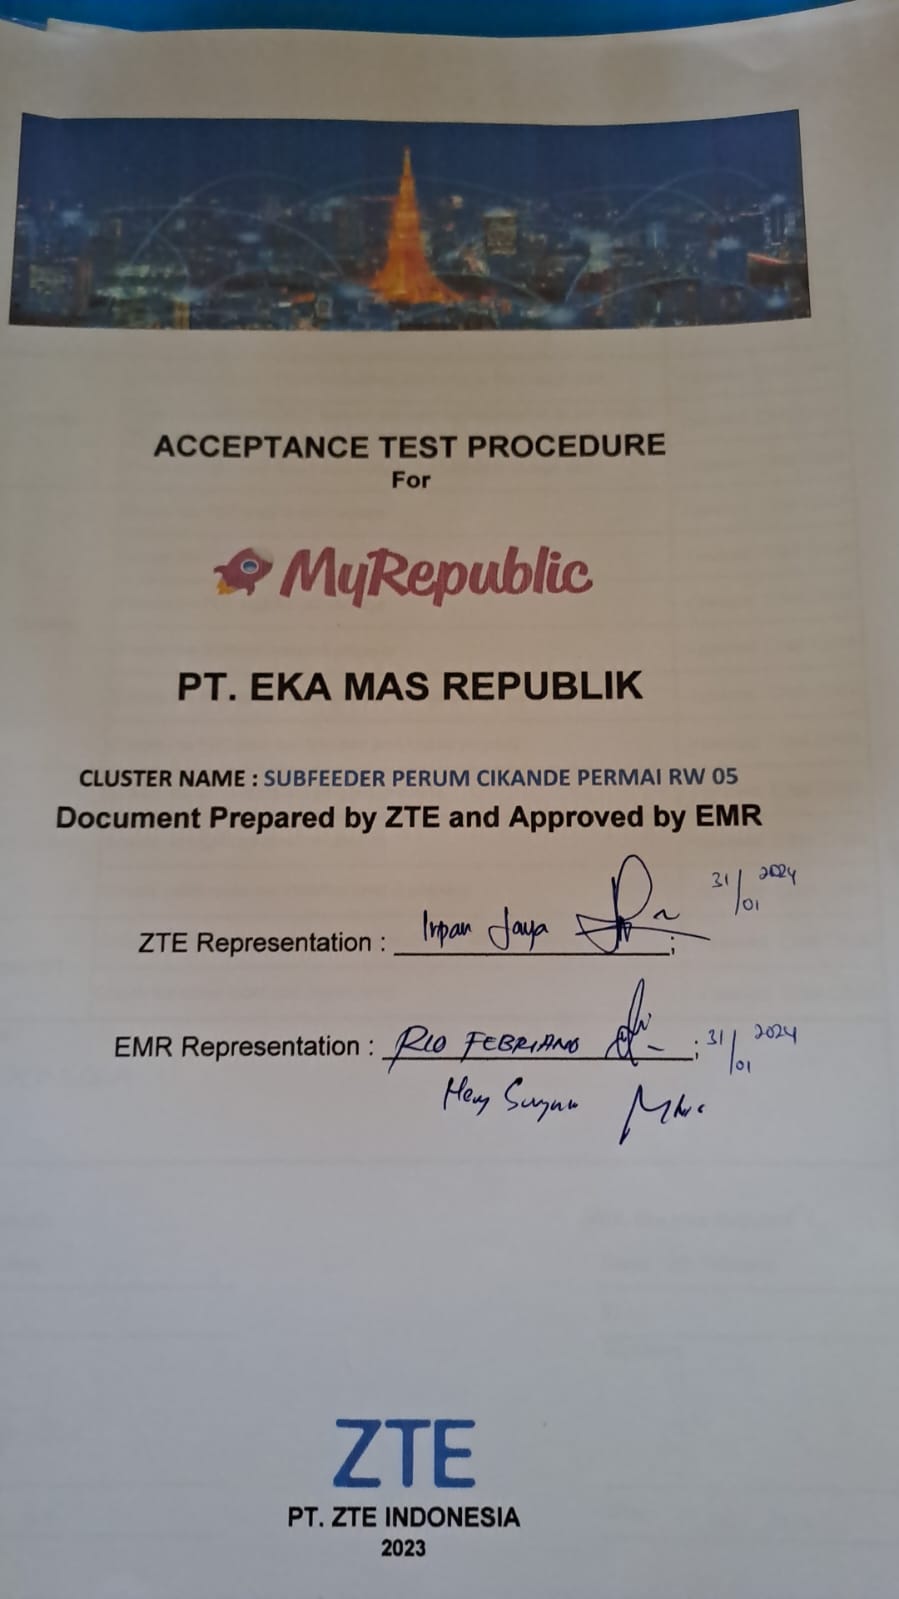 ACCEPTANCE TEST PROCEDURE
For
MyRepublic
PT. EKA MAS REPUBLIK
CLUSTER NAME : SUBFEEDER PERUM CIKANDE PERMAI RW 05
Document Prepared by ZTE and Approved by EMR
ZTE Representation : Irpan Jaya ; 31/01 2024
EMR Representation : RIO FEBRIANO ; 31/01 2024
ZTE
PT. ZTE INDONESIA
2023